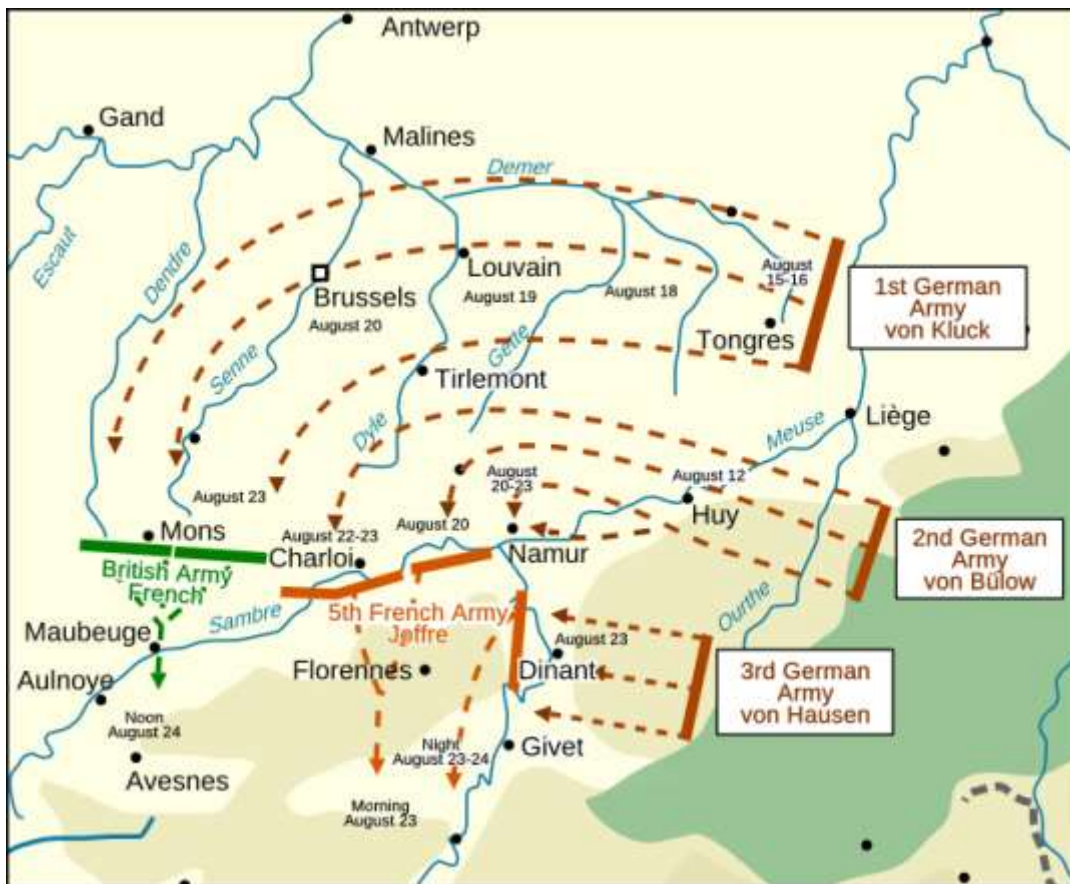 Antwerp
Gand
Malines
Demer
Escaut
Dendre
Louvain
August 19
August
15-16
August 18
Brussels
August 20
1st German
Army
von Kluck
Tongres
Senne
Gette
Tirlemont
Dyle
Meuse
Liège
August
20-23
August 12
August 23
Huy
Mons
August 22-23
August 20
Namur
2nd German
Army
von Bülow
Charloi
British Army
French
Sambre
5th French Army
Joffre
Ourthe
Maubeuge
August 23
Florennes
Dinant
3rd German
Army
von Hausen
Aulnoye
Noon
August 24
Night
August 23-24
Givet
Avesnes
Morning
August 23